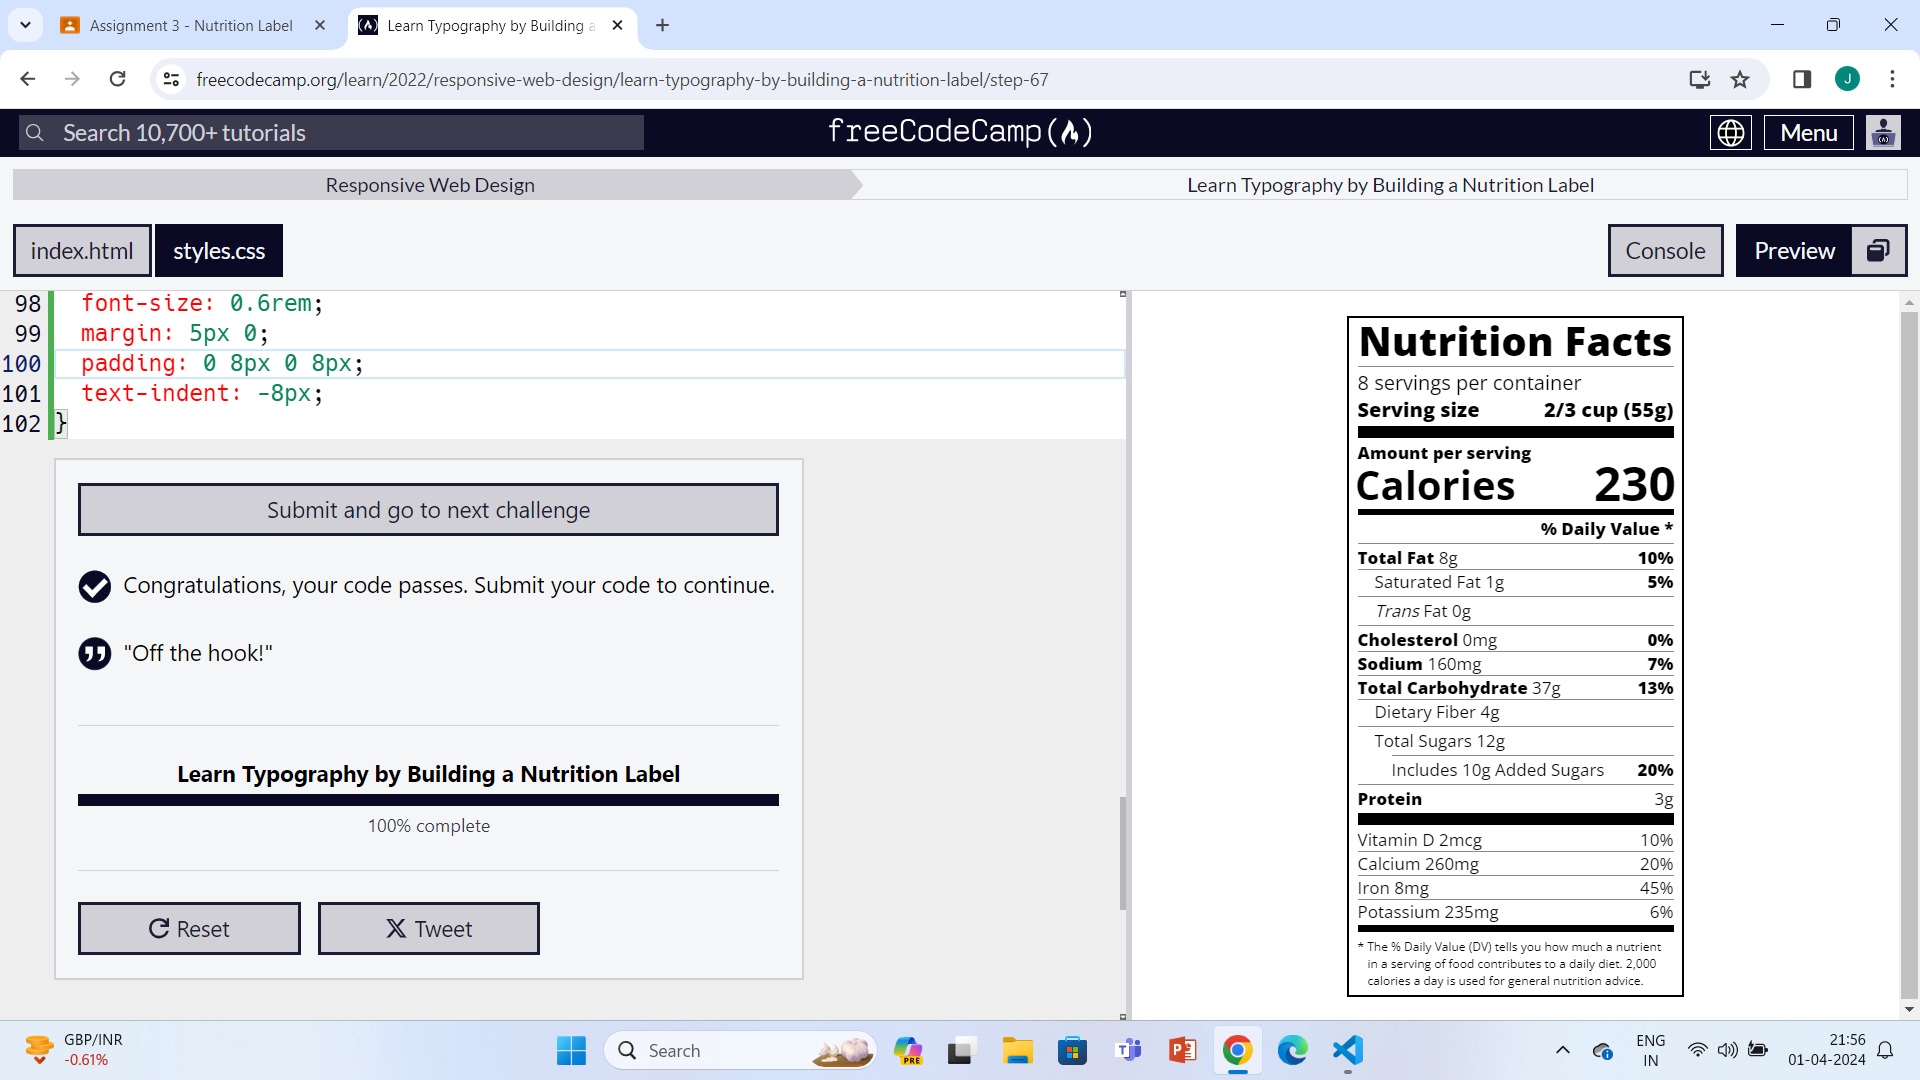 Assignment 3 - Nutrition Label
Learn Typography by Building a
freecodecamp.org/learn/2022/responsive-web-design/learn-typography-by-building-a-nutrition-label/step-67
J
Search 10,700+ tutorials
freeCodeCamp
Menu
Responsive Web Design
Learn Typography by Building a Nutrition Label
index.html
styles.css
Console
Preview
98 font-size: 0.6rem;
99 margin: 5px 0;
100 padding: 0 8px 0 8px;
101 text-indent: -8px;
102 }
Submit and go to next challenge
Congratulations, your code passes. Submit your code to continue.
"Off the hook!"
Learn Typography by Building a Nutrition Label
100% complete
Reset
Tweet
Nutrition Facts
8 servings per container
Serving size 2/3 cup (55g)
Amount per serving
Calories 230
% Daily Value *
Total Fat 8g 10%
Saturated Fat 1g 5%
Trans Fat 0g
Cholesterol 0mg 0%
Sodium 160mg 7%
Total Carbohydrate 37g 13%
Dietary Fiber 4g
Total Sugars 12g
Includes 10g Added Sugars 20%
Protein 3g
Vitamin D 2mcg 10%
Calcium 260mg 20%
Iron 8mg 45%
Potassium 235mg 6%
* The % Daily Value (DV) tells you how much a nutrient
in a serving of food contributes to a daily diet. 2,000
calories a day is used for general nutrition advice.
GBP/INR
-0.61%
Search
PRE
ENG
IN
21:56
01-04-2024